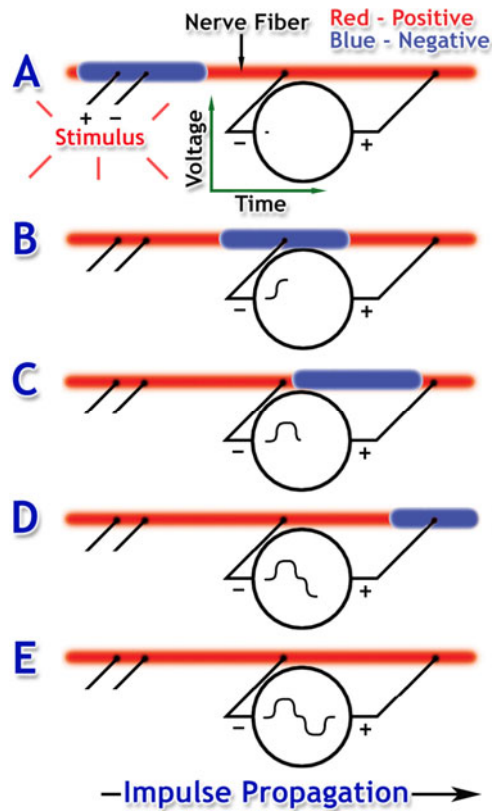 Nerve Fiber
Red - Positive
Blue - Negative
A
+ −
Stimulus
Voltage
− +
Time
B
− +
C
− +
D
− +
E
− +
Impulse Propagation